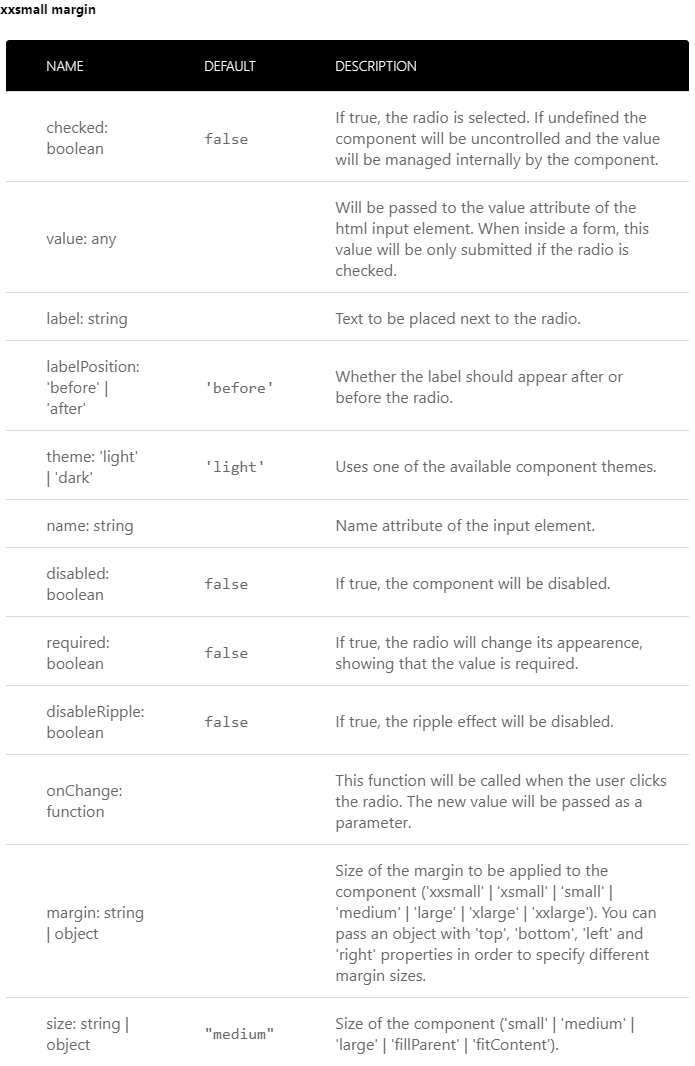 xxsmall margin
NAME DEFAULT DESCRIPTION
checked:
boolean
false
If true, the radio is selected. If undefined the
component will be uncontrolled and the value
will be managed internally by the component.
value: any
Will be passed to the value attribute of the
html input element. When inside a form, this
value will be only submitted if the radio is
checked.
label: string
Text to be placed next to the radio.
labelPosition:
'before' |
'after'
'before'
Whether the label should appear after or
before the radio.
theme: 'light'
| 'dark'
'light'
Uses one of the available component themes.
name: string
Name attribute of the input element.
disabled:
boolean
false
If true, the component will be disabled.
required:
boolean
false
If true, the radio will change its appearence,
showing that the value is required.
disableRipple:
boolean
false
If true, the ripple effect will be disabled.
onChange:
function
This function will be called when the user clicks
the radio. The new value will be passed as a
parameter.
margin: string
| object
Size of the margin to be applied to the
component ('xxsmall' | 'xsmall' | 'small' |
'medium' | 'large' | 'xlarge' | 'xxlarge'). You can
pass an object with 'top', 'bottom', 'left' and
'right' properties in order to specify different
margin sizes.
size: string |
object
"medium"
Size of the component ('small' | 'medium' |
'large' | 'fillParent' | 'fitContent').